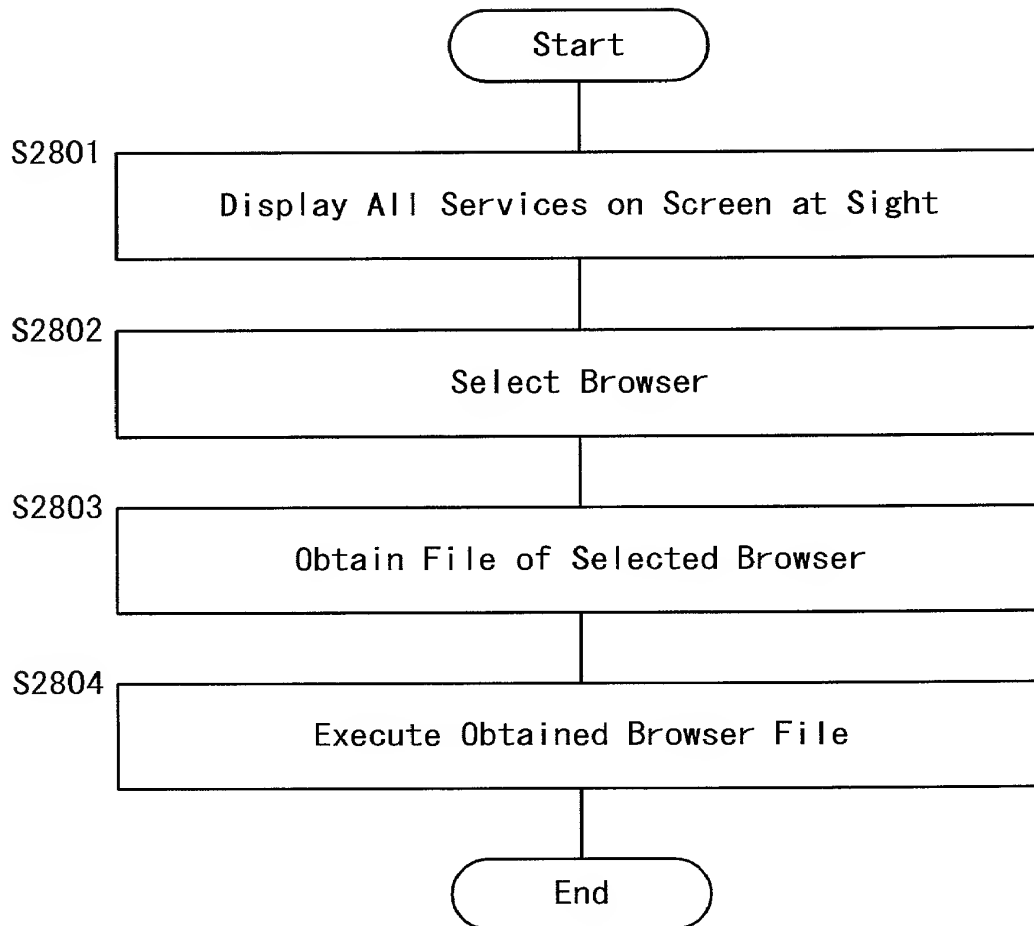 Start
S2801
Display All Services on Screen at Sight
S2802
Select Browser
S2803
Obtain File of Selected Browser
S2804
Execute Obtained Browser File
End